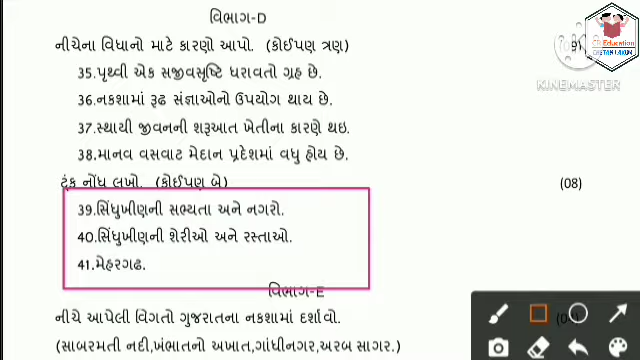 વિભાગ-D
નીચેના વિધાનો માટે કારણો આપો. (કોઈપણ ત્રણ)
35.પૃથ્વી એક સજીવસૃષ્ટિ ધરાવતો ગ્રહ છે.
36.નકશામાં રૂઢ સંજ્ઞાઓનો ઉપયોગ થાય છે.
37.સ્થાયી જીવનની શરૂઆત ખેતીના કારણે થઇ.
38.માનવ વસવાટ મેદાન પ્રદેશમાં વધુ હોય છે.
ટૂંક નોંધ લખો. (કોઈપણ બે) (08)
39.સિંધુખીણની સભ્યતા અને નગરો.
40.સિંધુખીણની શેરીઓ અને રસ્તાઓ.
41.મેહરગઢ.
વિભાગ-E
નીચે આપેલી વિગતો ગુજરાતના નકશામાં દર્શાવો.
(સાબરમતી નદી,ખંભાતનો અખાત,ગાંધીનગર,અરબ સાગર.)
KINEMASTER
CR Education